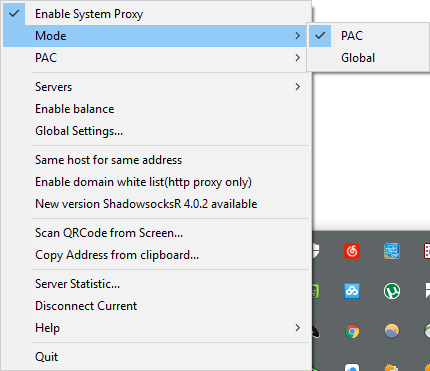 Enable System Proxy
Mode
PAC
Global
PAC
Servers
Enable balance
Global Settings...
Same host for same address
Enable domain white list(http proxy only)
New version ShadowsocksR 4.0.2 available
Scan QRCode from Screen...
Copy Address from clipboard...
Server Statistic...
Disconnect Current
Help
Quit